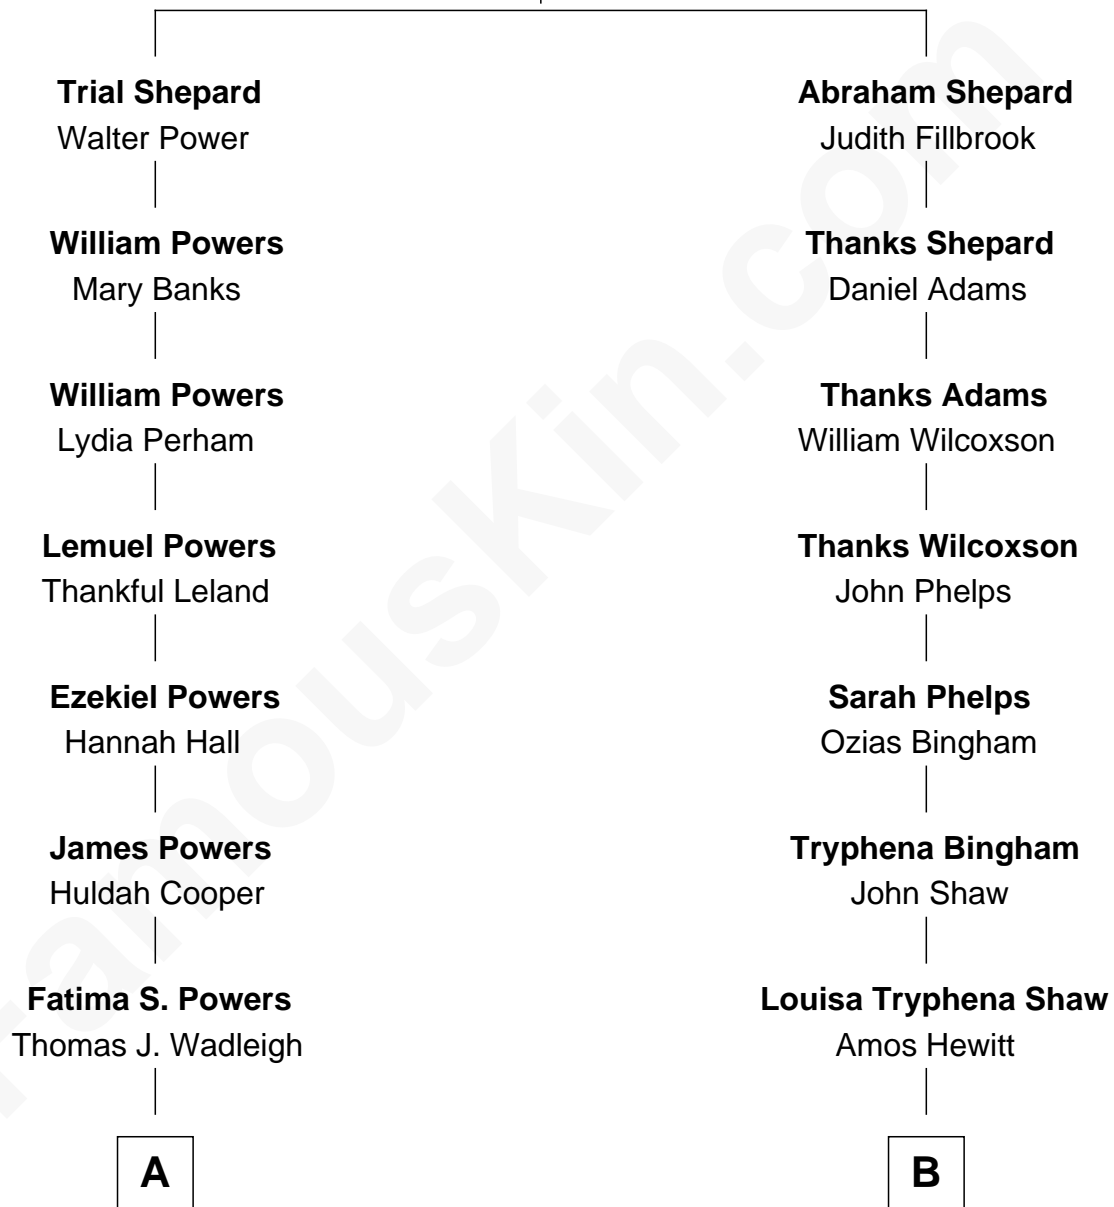 Trial Shepard
Walter Power
William Powers
Mary Banks
William Powers
Lydia Perham
Lemuel Powers
Thankful Leland
Ezekiel Powers
Hannah Hall
James Powers
Huldah Cooper
Fatima S. Powers
Thomas J. Wadleigh
A
Abraham Shepard
Judith Fillbrook
Thanks Shepard
Daniel Adams
Thanks Adams
William Wilcoxson
Thanks Wilcoxson
John Phelps
Sarah Phelps
Ozias Bingham
Tryphena Bingham
John Shaw
Louisa Tryphena Shaw
Amos Hewitt
B
FamousKin.com